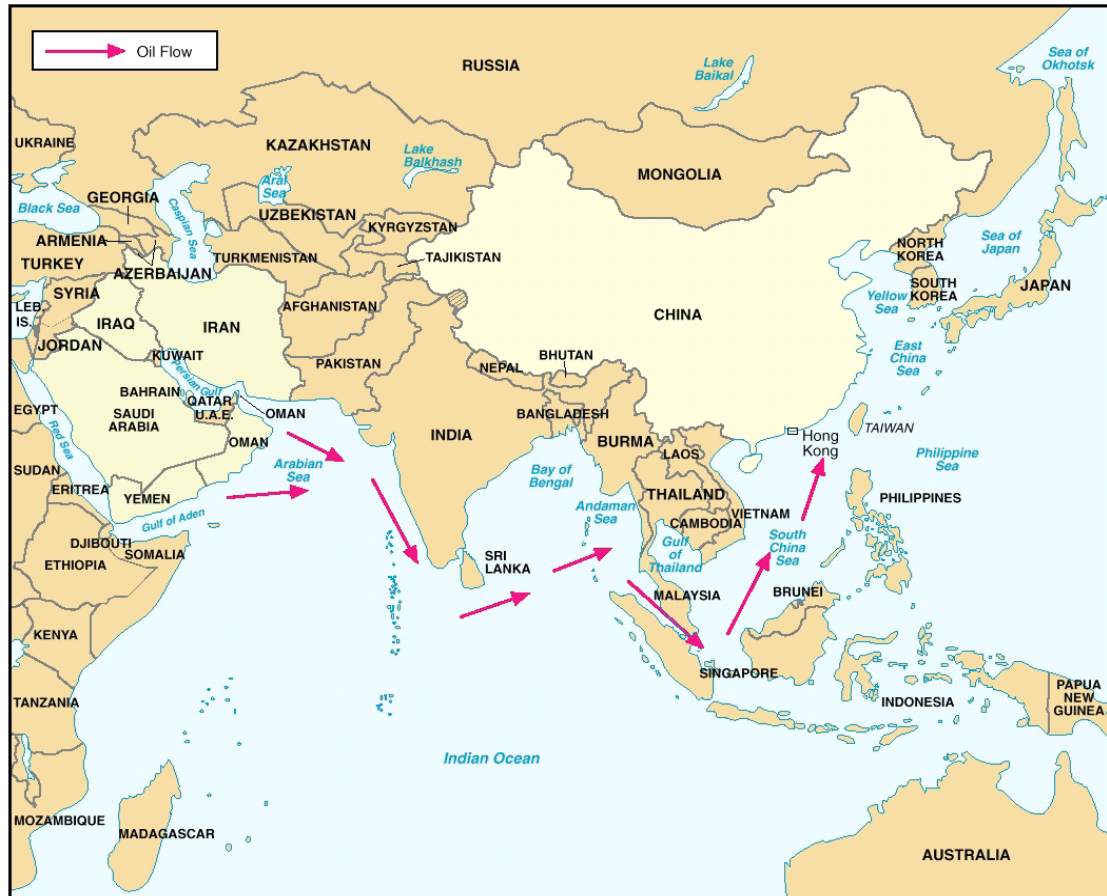 Oil Flow
Sea of
Okhotsk
RUSSIA
Lake
Baikal
UKRAINE
KAZAKHSTAN
Lake
Balkhash
MONGOLIA
Aral
Sea
GEORGIA
Black Sea
Caspian Sea
UZBEKISTAN
KYRGYZSTAN
ARMENIA
TURKEY
AZERBAIJAN
TURKMENISTAN
TAJIKISTAN
NORTH
KOREA
Sea of
Japan
SOUTH
KOREA
JAPAN
Yellow
Sea
SYRIA
LEB
IS.
IRAQ
IRAN
AFGHANISTAN
CHINA
JORDAN
KUWAIT
PAKISTAN
NEPAL
BHUTAN
East
China
Sea
Persian Gulf
BAHRAIN
QATAR
U.A.E.
OMAN
EGYPT
SAUDI
ARABIA
Red Sea
OMAN
INDIA
BANGLADESH
BURMA
TAIWAN
Hong
Kong
LAOS
Philippine
Sea
SUDAN
ERITREA
YEMEN
Arabian
Sea
Bay of
Bengal
THAILAND
PHILIPPINES
Gulf of Aden
Andaman
Sea
CAMBODIA
VIETNAM
DJIBOUTI
SOMALIA
ETHIOPIA
SRI
LANKA
Gulf
of
Thailand
South
China
Sea
MALAYSIA
BRUNEI
KENYA
SINGAPORE
TANZANIA
INDONESIA
PAPUA
NEW
GUINEA
Indian Ocean
MOZAMBIQUE
MADAGASCAR
AUSTRALIA